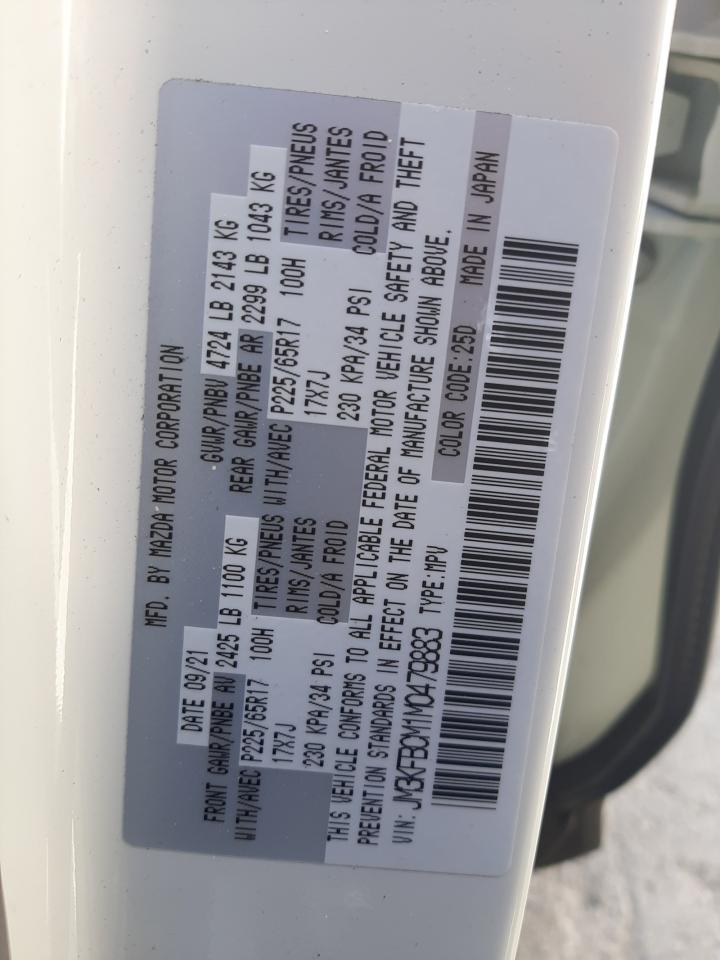 MFD. BY MAZDA MOTOR CORPORATION
DATE 09/21 GVWR/PNBV 4724 LB 2143 KG
FRONT GAWR/PNBE AV 2425 LB 1100 KG REAR GAWR/PNBE AR 2299 LB 1043 KG
WITH/AVEC P225/65R17 100H TIRES/PNEUS WITH/AVEC P225/65R17 100H TIRES/PNEUS
17X7J RIMS/JANTES 17X7J RIMS/JANTES
230 KPA/34 PSI COLD/A FROID 230 KPA/34 PSI COLD/A FROID
THIS VEHICLE CONFORMS TO ALL APPLICABLE FEDERAL MOTOR VEHICLE SAFETY AND THEFT
PREVENTION STANDARDS IN EFFECT ON THE DATE OF MANUFACTURE SHOWN ABOVE.
VIN: JM3KFBCM1M0479883 TYPE:MPV COLOR CODE:25D MADE IN JAPAN